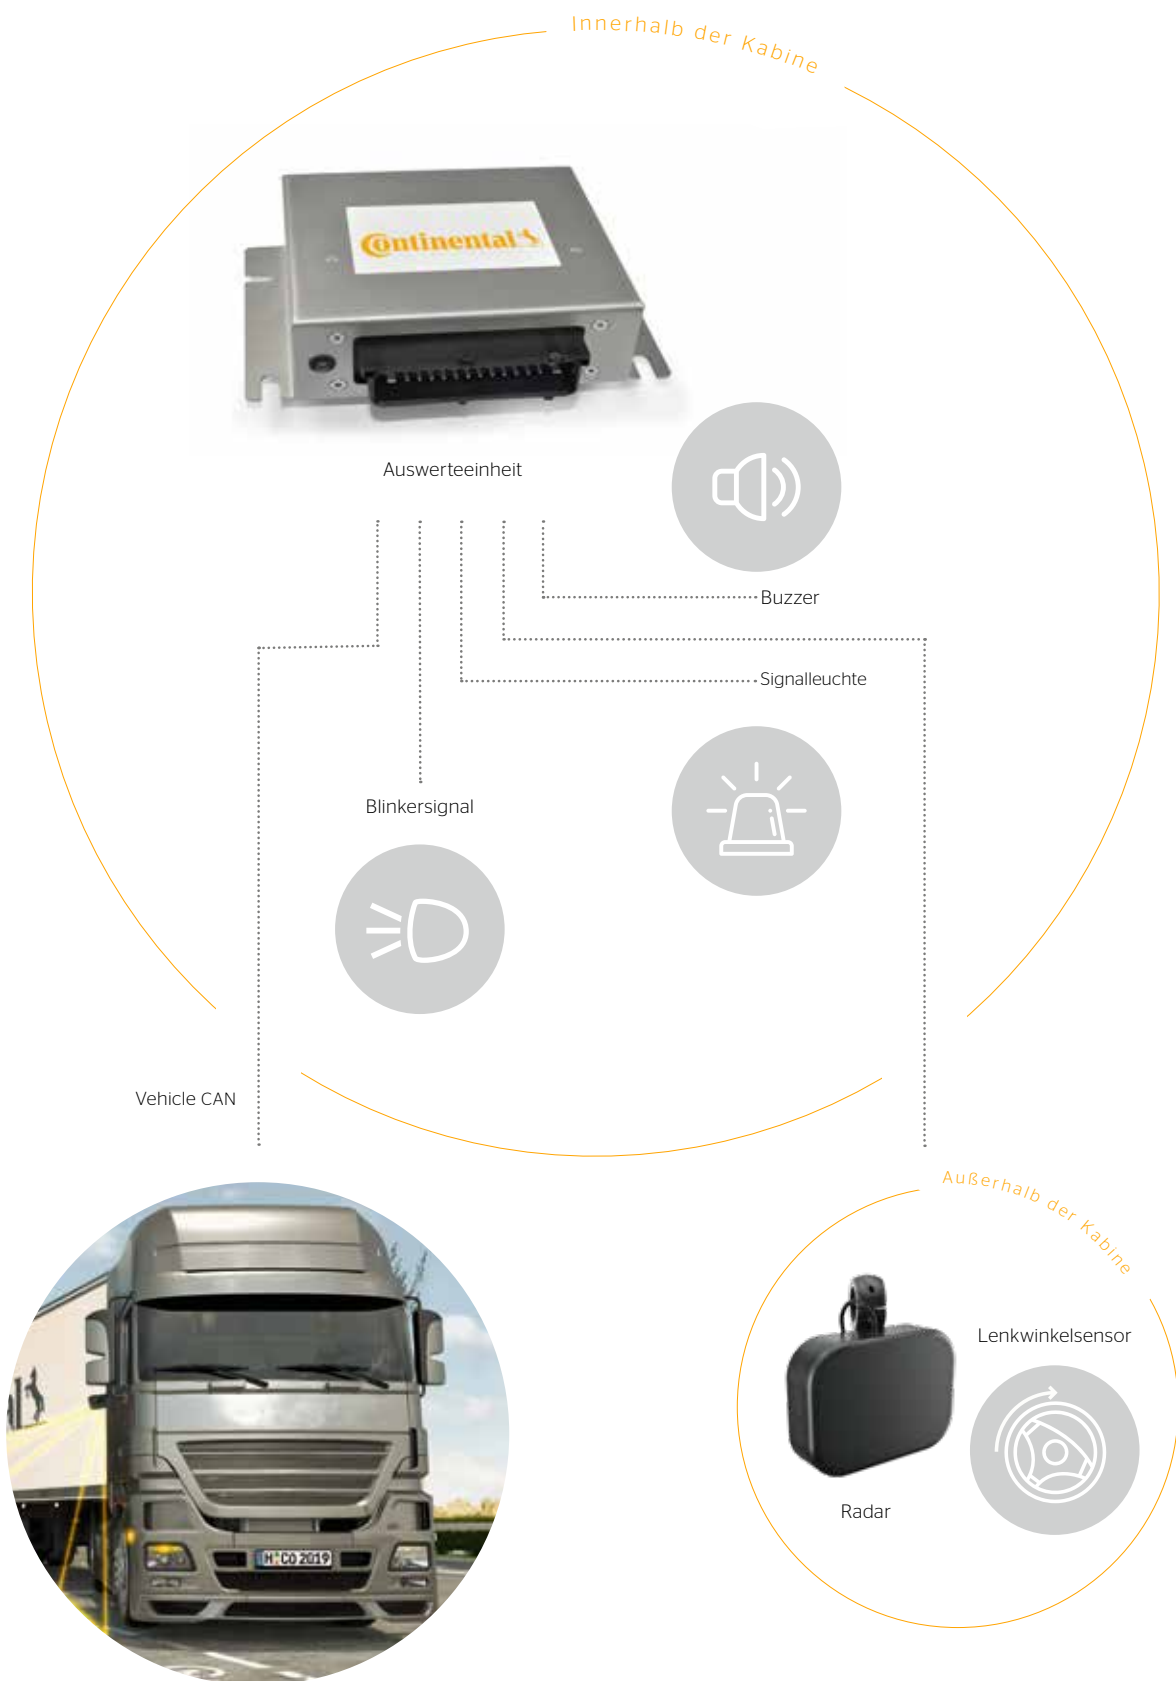 Innerhalb der Kabine
Continental
Auswerteeinheit
Buzzer
Signalleuchte
Blinkersignal
Vehicle CAN
Außerhalb der Kabine
Lenkwinkelsensor
Radar
H CO 2019